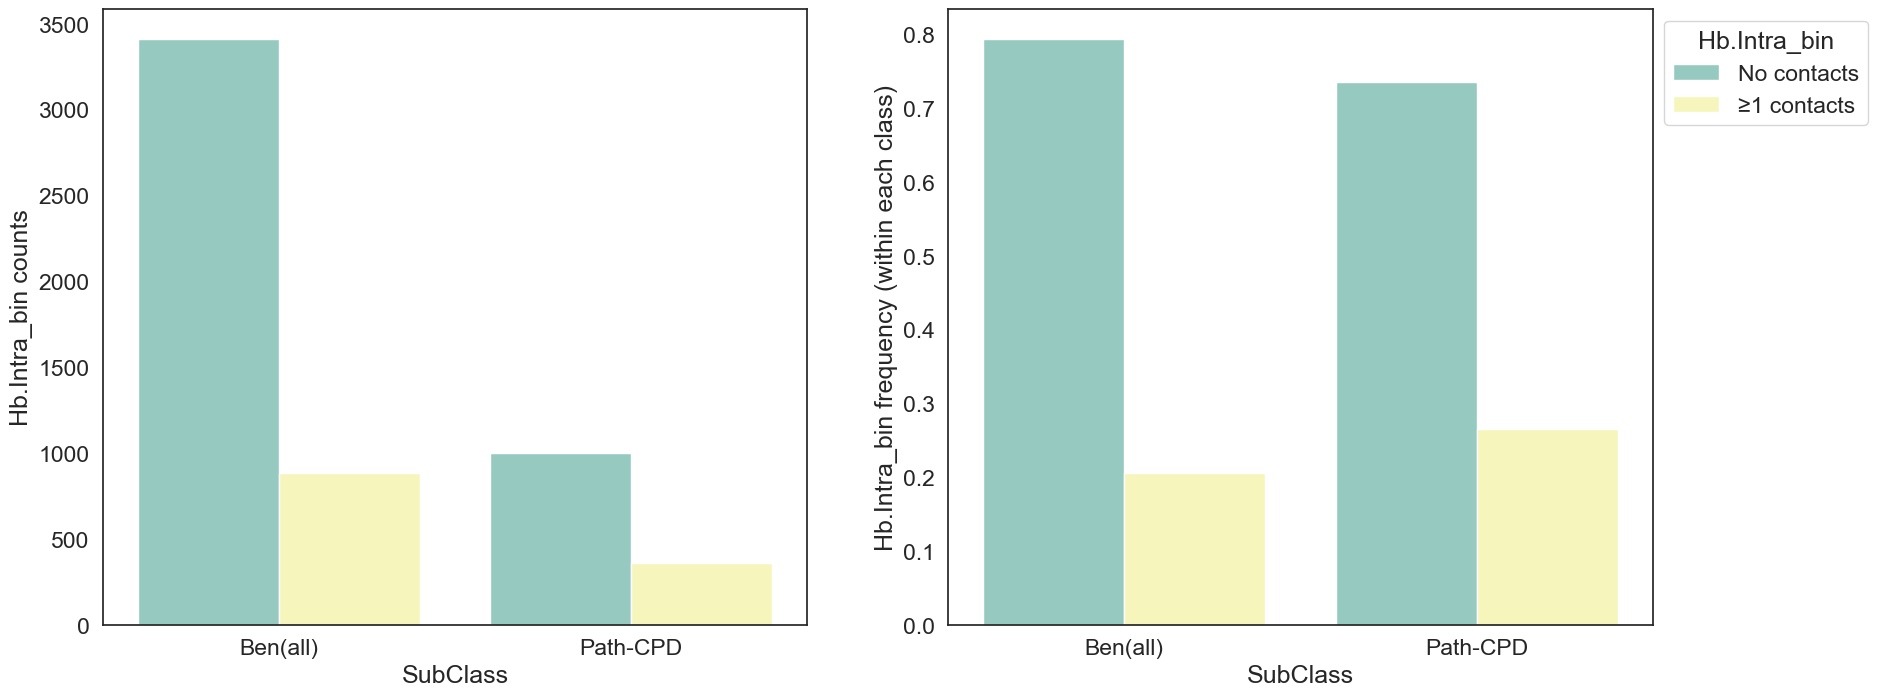 3500
3000
2500
2000
1500
1000
500
0
Hb.Intra_bin counts
Ben(all)
Path-CPD
SubClass
0.8
0.7
0.6
0.5
0.4
0.3
0.2
0.1
0.0
Hb.Intra_bin frequency (within each class)
Ben(all)
Path-CPD
SubClass
Hb.Intra_bin
No contacts
≥1 contacts